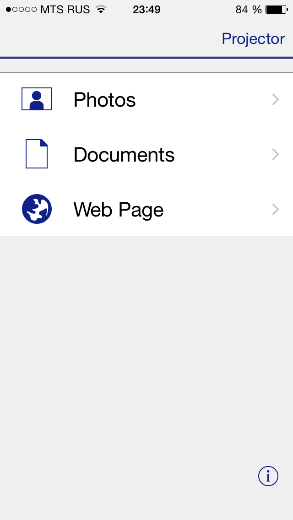 MTS RUS 23:49 84 %
Projector
Photos
Documents
Web Page